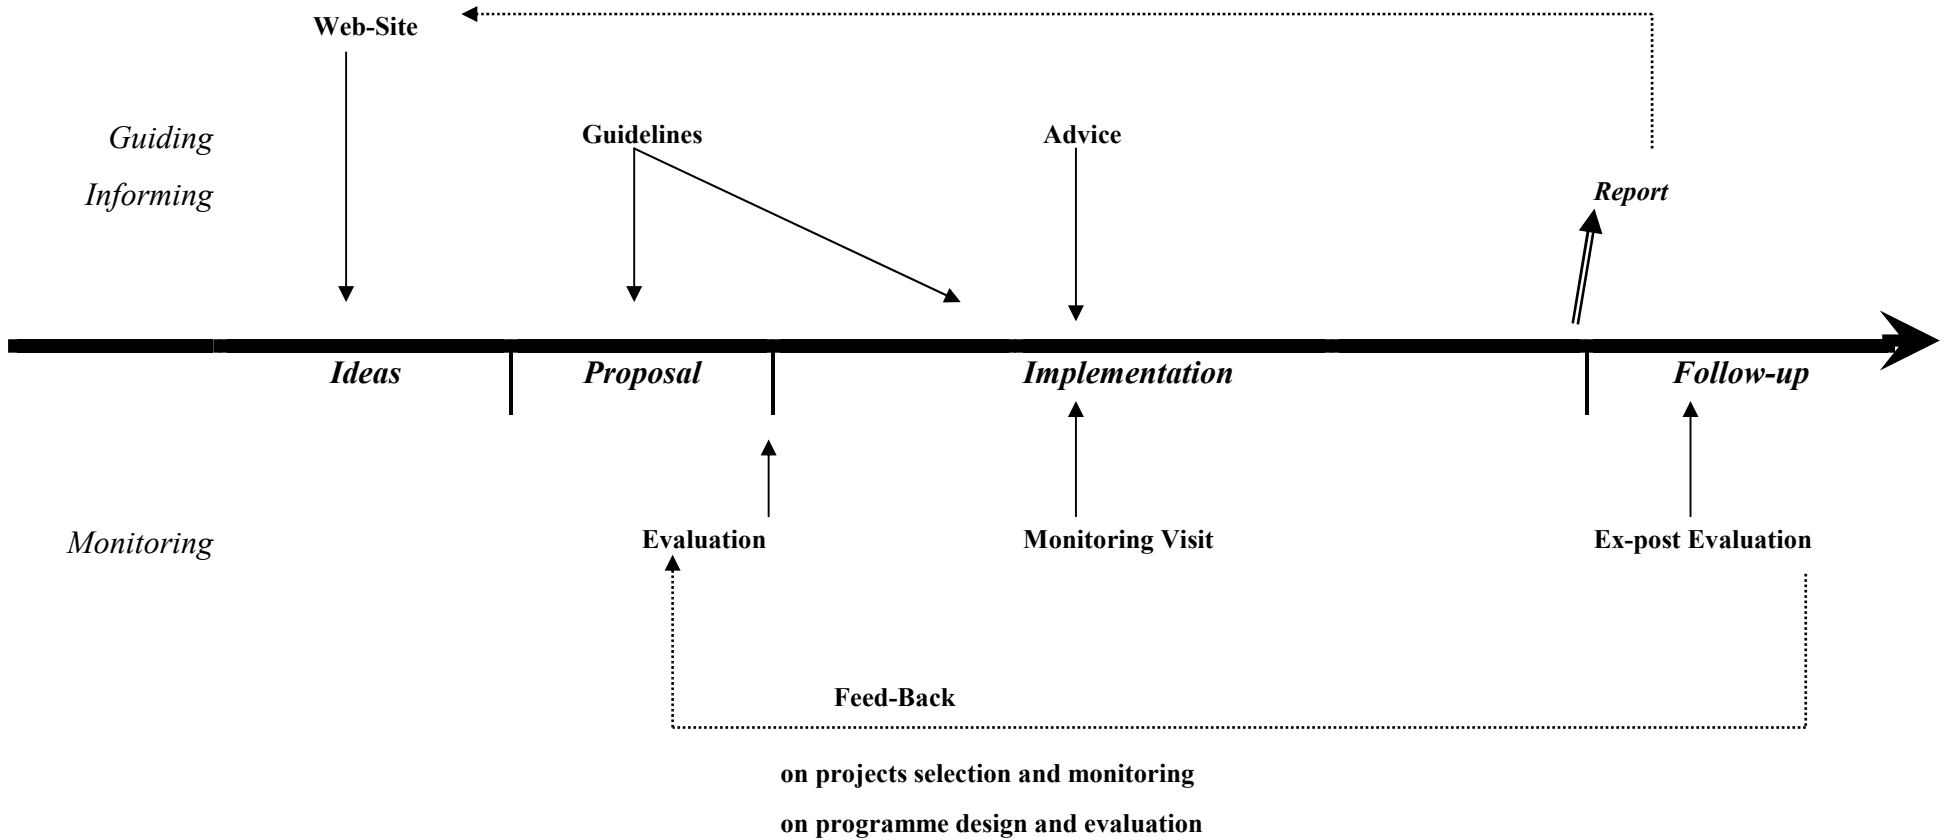 Web-Site
Guiding
Guidelines
Advice
Informing
Report
Ideas
Proposal
Implementation
Follow-up
Monitoring
Evaluation
Monitoring Visit
Ex-post Evaluation
Feed-Back
on projects selection and monitoring
on programme design and evaluation